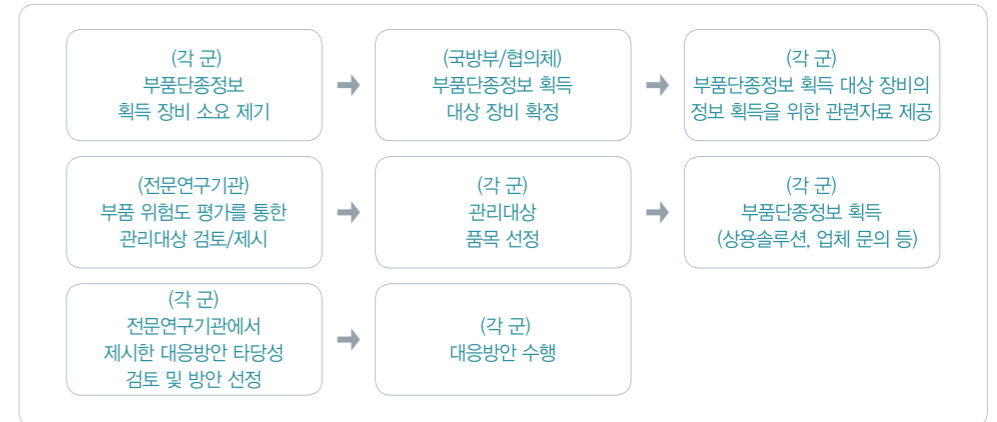 (각 군)
부품단종정보
획득 장비 소요 제기
(국방부/협의체)
부품단종정보 획득
대상 장비 확정
(각 군)
부품단종정보 획득 대상 장비의
정보 획득을 위한 관련자료 제공
(전문연구기관)
부품 위험도 평가를 통한
관리대상 검토/제시
(각 군)
관리대상
품목 선정
(각 군)
부품단종정보 획득
(상용솔루션, 업체 문의 등)
(각 군)
전문연구기관에서
제시한 대응방안 타당성
검토 및 방안 선정
(각 군)
대응방안 수행